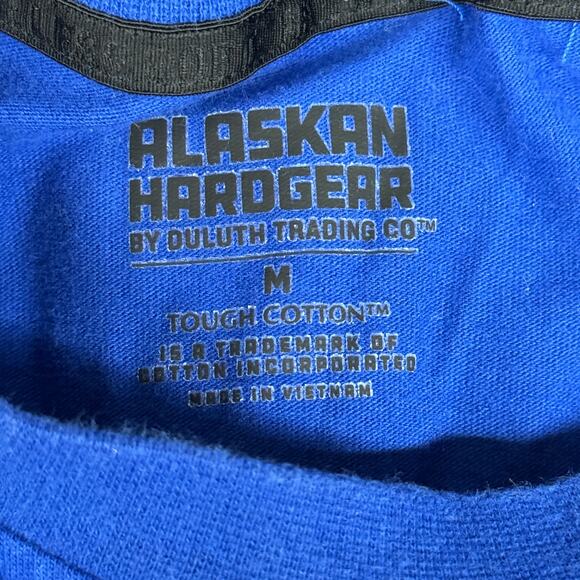 ALASKAN
HARDGEAR
BY DULUTH TRADING CO™
M
TOUGH COTTON™
IS A TRADEMARK OF
COTTON INCORPORATED
MADE IN VIETNAM